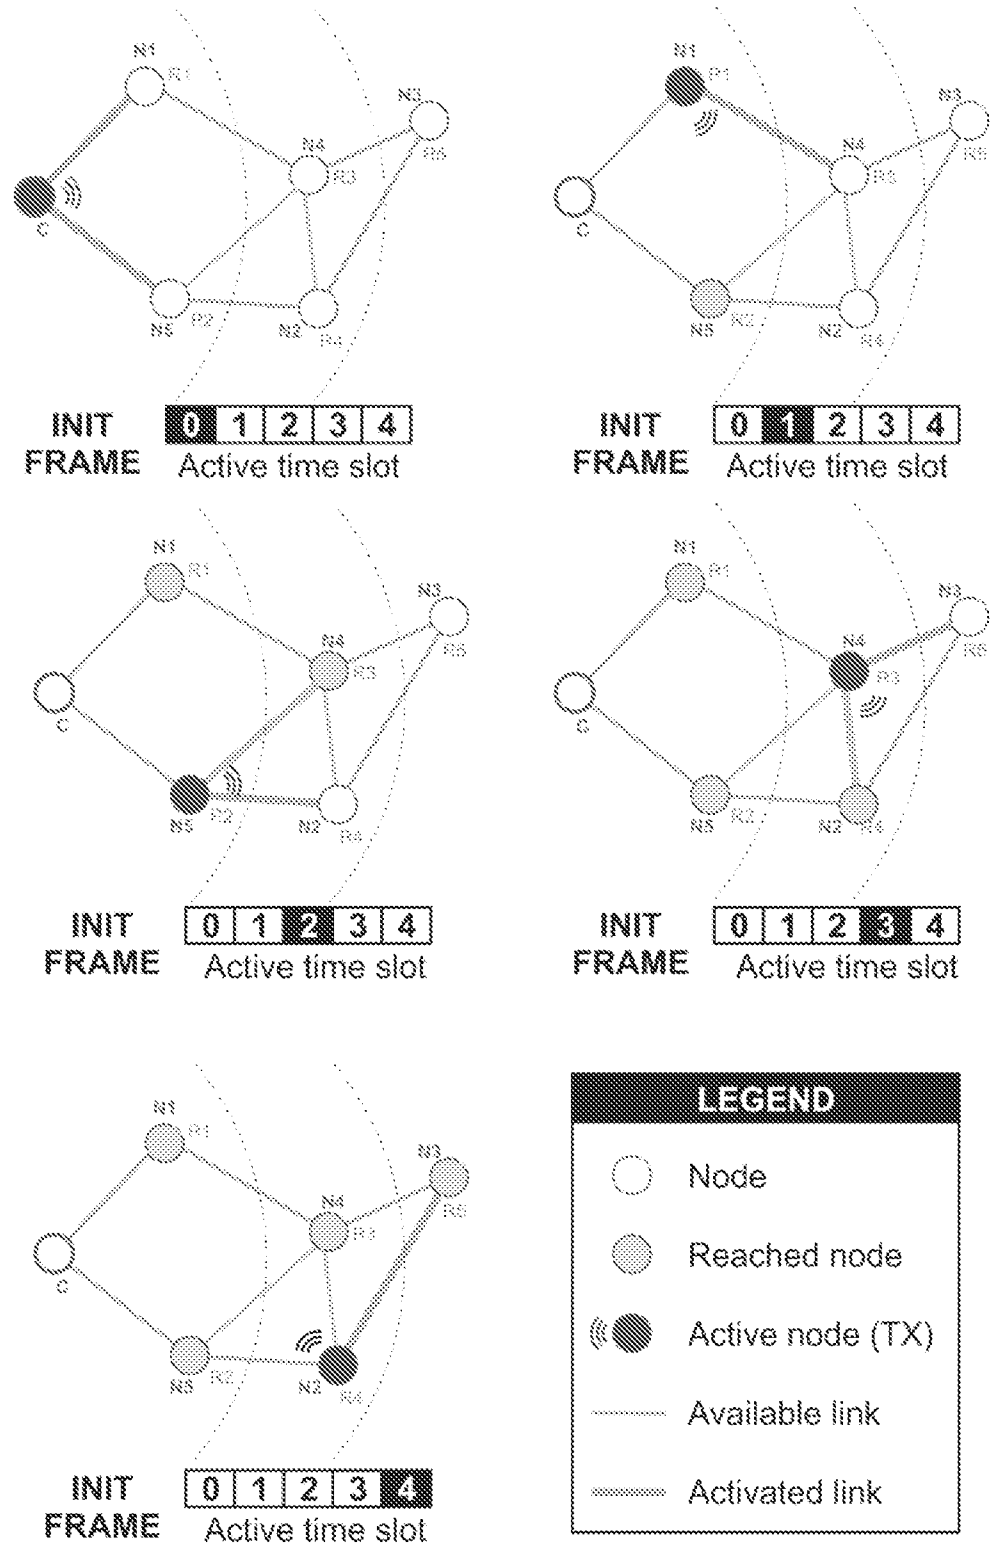 N1
R1
N3
R5
N4
R3
C
N5
R2
N2
R4
INIT FRAME
0 1 2 3 4
Active time slot
N1
R1
N3
R5
N4
R3
C
N5
R2
N2
R4
INIT FRAME
0 1 2 3 4
Active time slot
N1
R1
N3
R5
N4
R3
C
N5
R2
N2
R4
INIT FRAME
0 1 2 3 4
Active time slot
N1
R1
N3
R5
N4
R3
C
N5
R2
N2
R4
INIT FRAME
0 1 2 3 4
Active time slot
N1
R1
N3
R5
N4
R3
C
N5
R2
N2
R4
INIT FRAME
0 1 2 3 4
Active time slot
LEGEND
Node
Reached node
Active node (TX)
Available link
Activated link